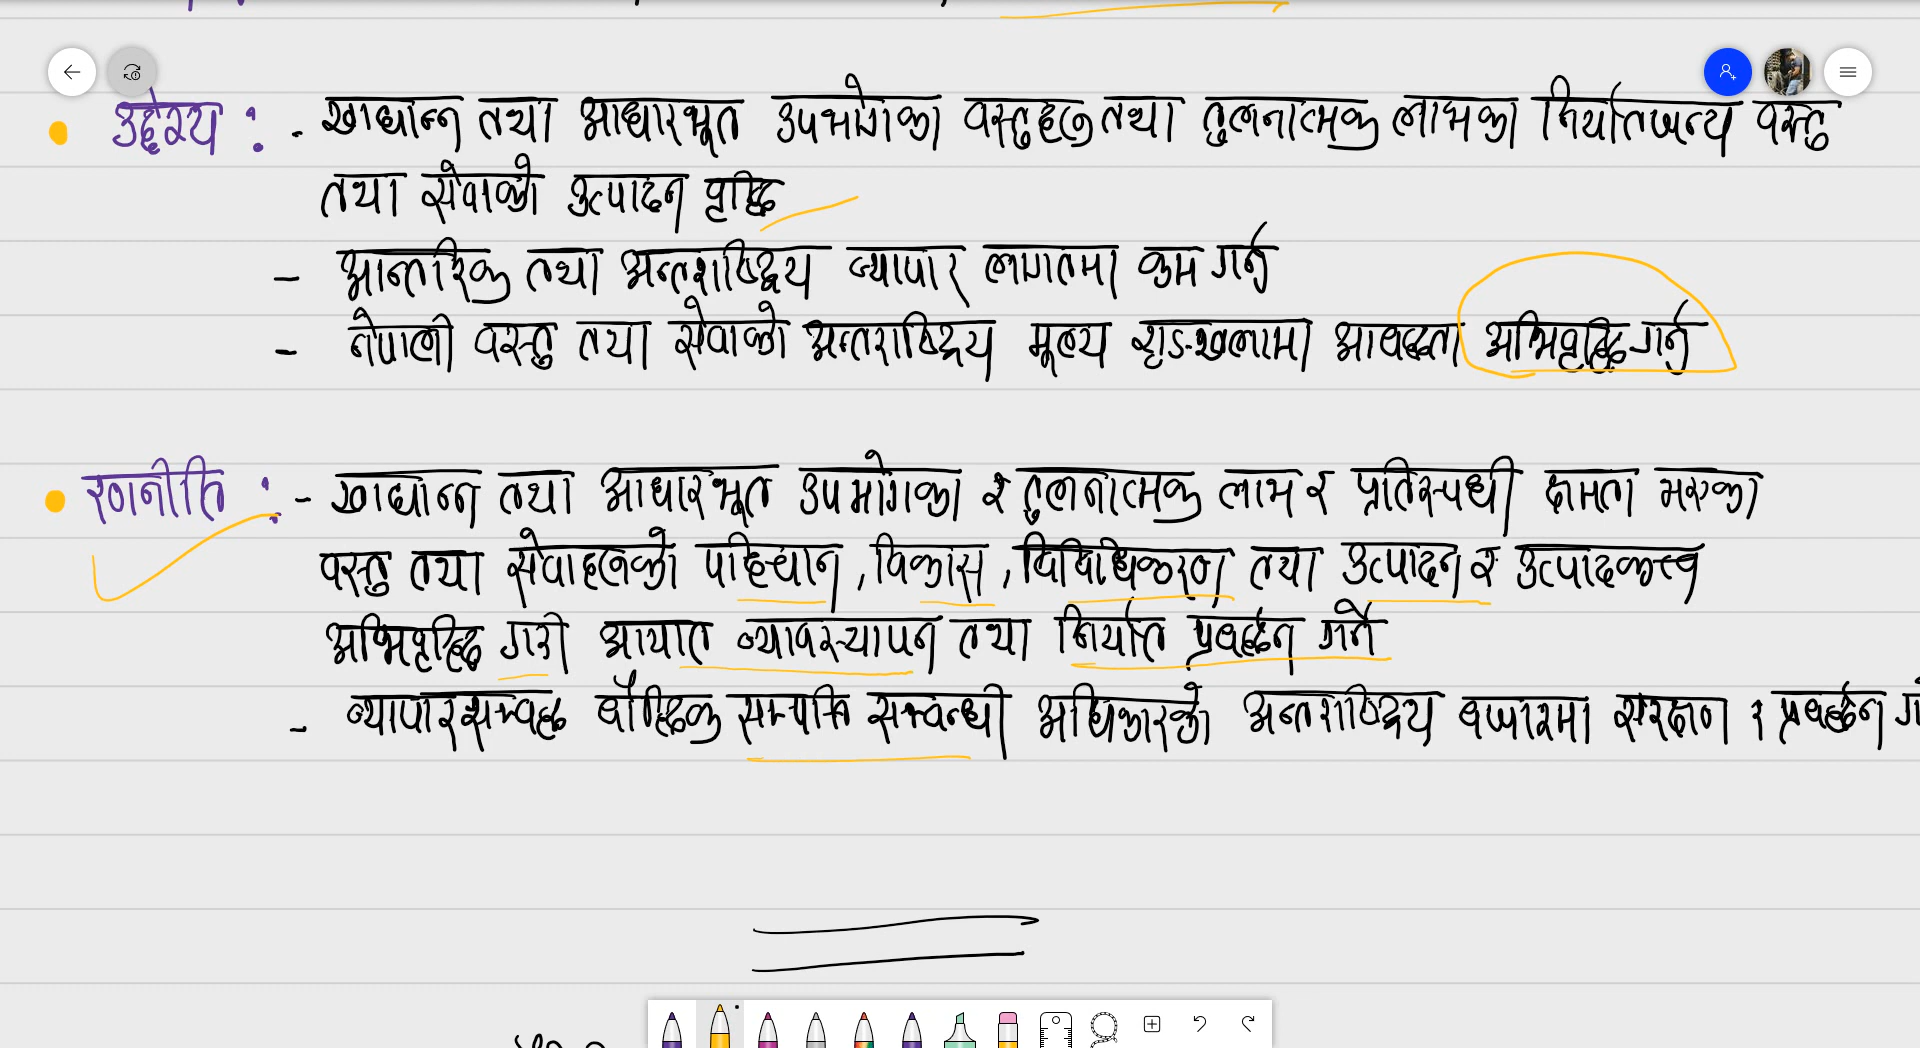 उद्देश्य : - खाद्यान्न तथा आधारभूत उपभोगका वस्तुहरु तथा तुलनात्मक लाभका निर्यातजन्य वस्तु
तथा सेवाको उत्पादन वृद्धि
- आन्तरिक तथा अन्तराष्ट्रिय व्यापार लागतमा कम गर्नु
- नेपाली वस्तु तथा सेवाको अन्तराष्ट्रिय मूल्य शृङ्खलामा आवद्धता अभिवृद्धि गर्नु
रणनीति : - खाद्यान्न तथा आधारभूत उपभोगका र तुलनात्मक लाभ र प्रतिस्पर्धी क्षमता भएका
वस्तु तथा सेवाहरुको पहिचान, विकास, विविधिकरण तथा उत्पादन र उत्पादकत्व
अभिवृद्धि गरी आयात व्यावस्थापन तथा निर्यात प्रवर्द्धन गर्ने
- व्यापारसम्वद्ध बौद्धिक सम्पत्ति सम्वन्धी अधिकारको अन्तराष्ट्रिय बजारमा संरक्षण र प्रवर्द्धन